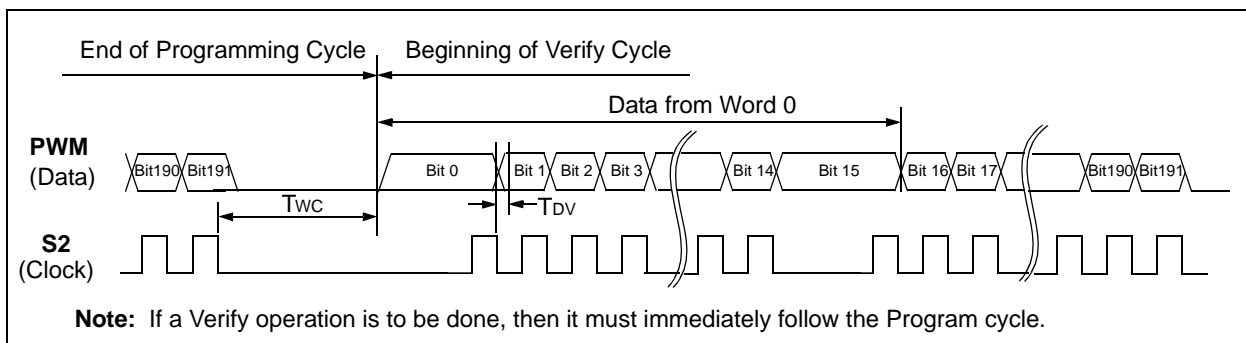 End of Programming Cycle Beginning of Verify Cycle
Data from Word 0
PWM
(Data)
Bit190 Bit191 Bit 0 Bit 1 Bit 2 Bit 3 Bit 14 Bit 15 Bit 16 Bit 17 Bit190 Bit191
TWC TDV
S2
(Clock)
Note: If a Verify operation is to be done, then it must immediately follow the Program cycle.